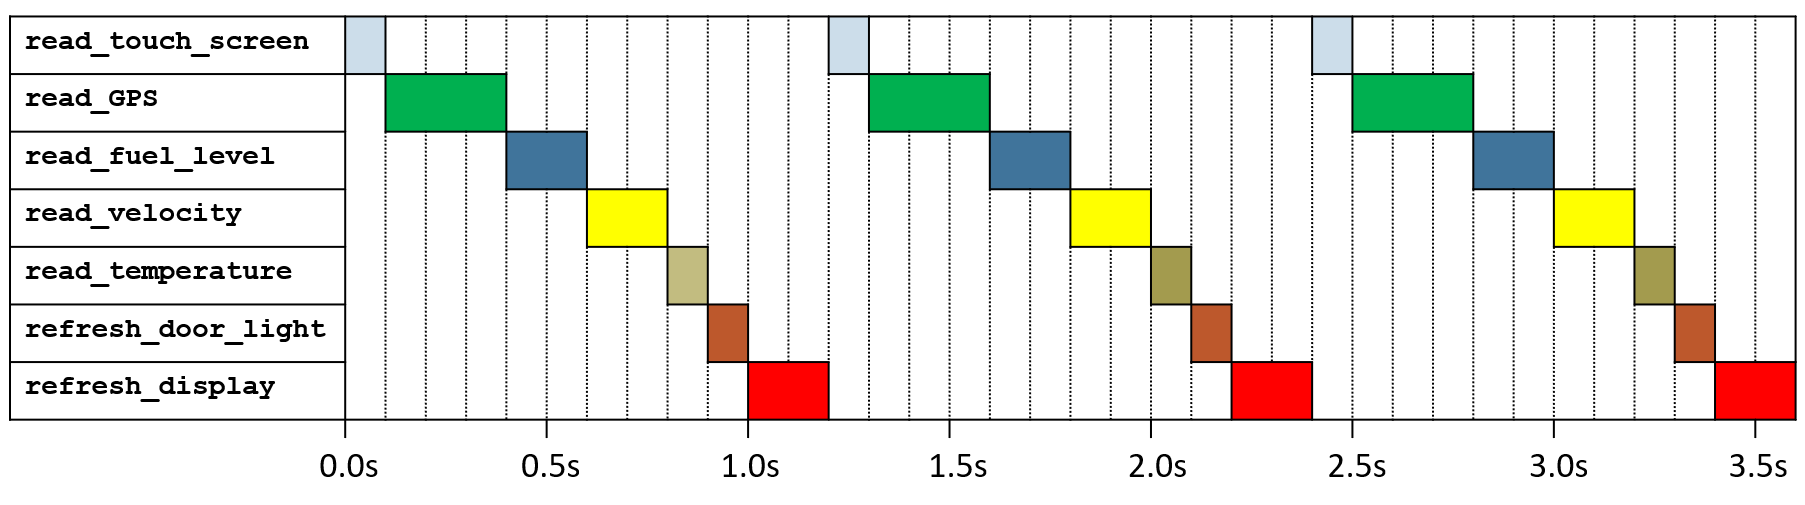 read_touch_screen
read_GPS
read_fuel_level
read_velocity
read_temperature
refresh_door_light
refresh_display
0.0s 0.5s 1.0s 1.5s 2.0s 2.5s 3.0s 3.5s